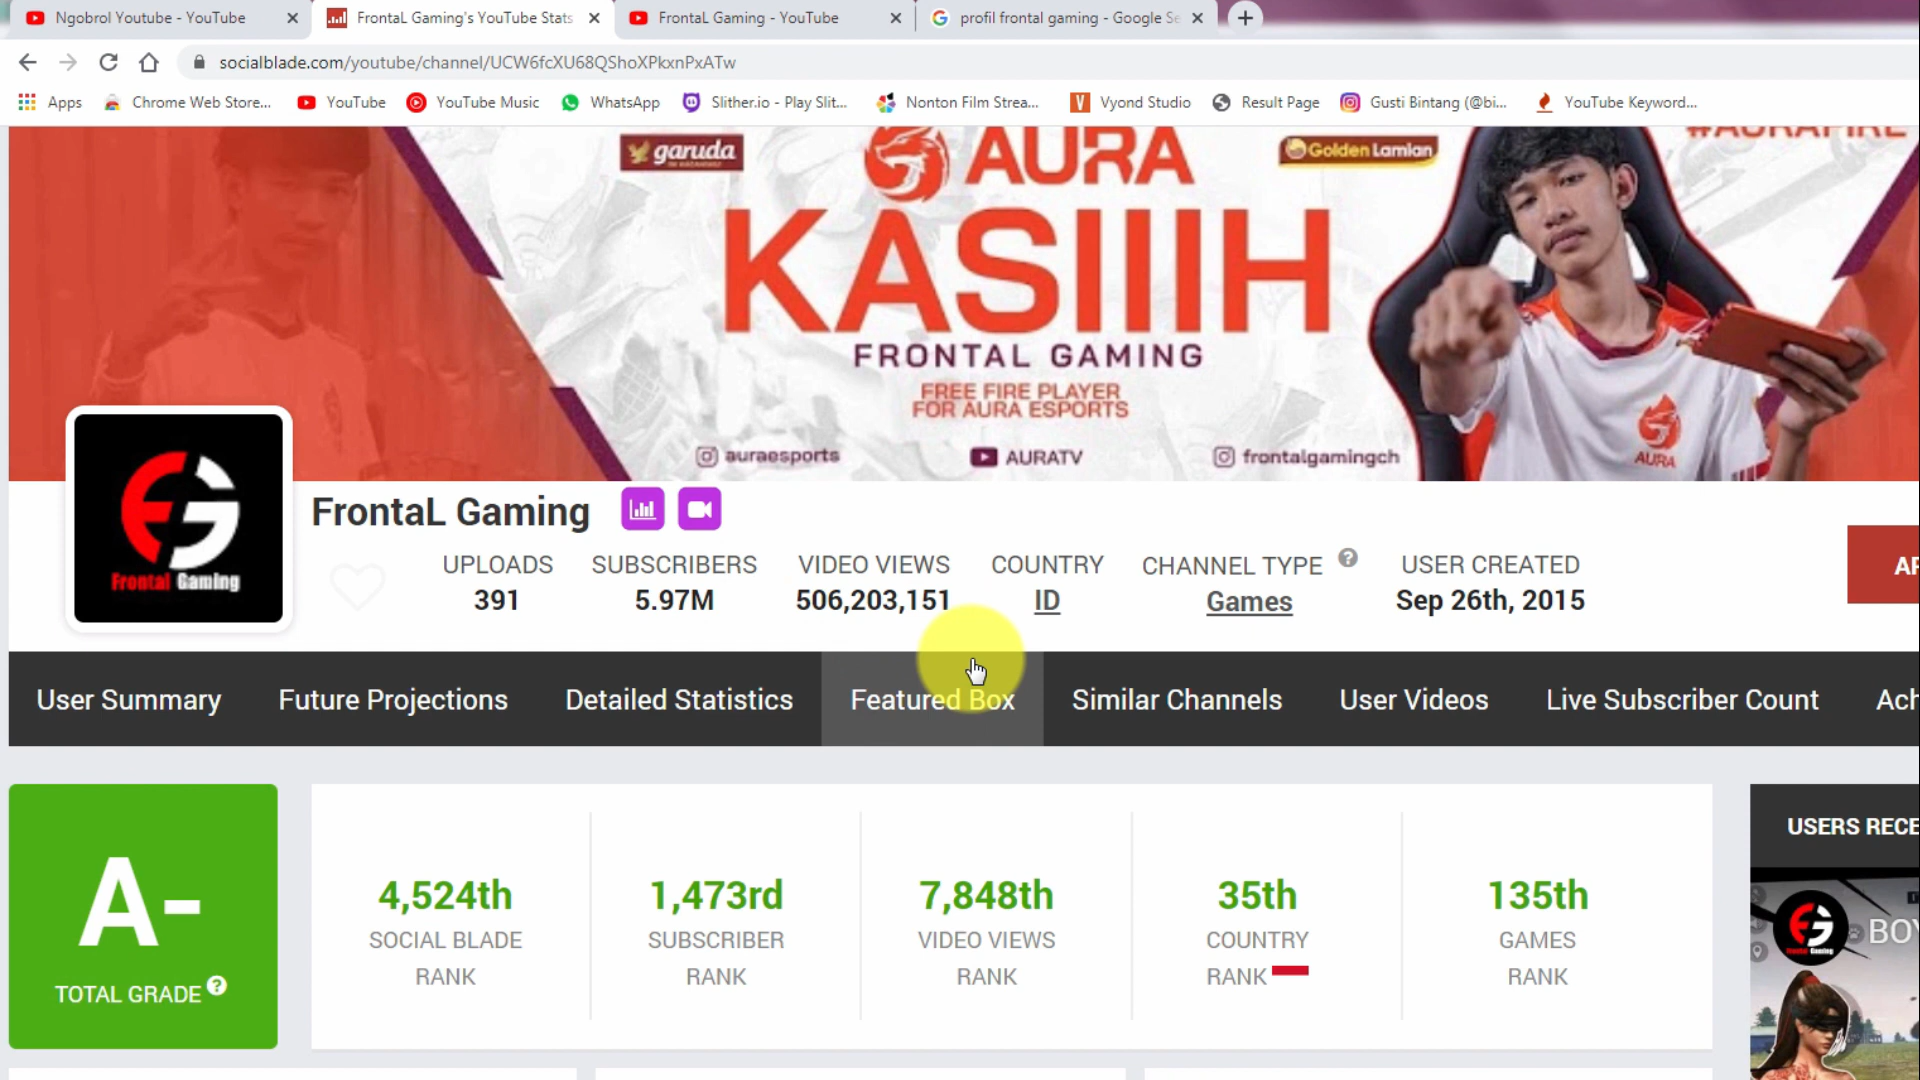 Ngobrol Youtube - YouTube
FrontaL Gaming's YouTube Stats
FrontaL Gaming - YouTube
profil frontal gaming - Google Se
socialblade.com/youtube/channel/UCW6fcXU68QShoXPkxnPxATw
Apps
Chrome Web Store...
YouTube
YouTube Music
WhatsApp
Slither.io - Play Slit...
Nonton Film Strea...
Vyond Studio
Result Page
Gusti Bintang (@bi...
YouTube Keyword...
garuda
AURA
Golden Lamian
#AURAFIRE
KASIIIH
FRONTAL GAMING
FREE FIRE PLAYER
FOR AURA ESPORTS
auraesports
AURATV
frontalgamingch
AURA
Frontal Gaming
FrontaL Gaming
UPLOADS
391
SUBSCRIBERS
5.97M
VIDEO VIEWS
506,203,151
COUNTRY
ID
CHANNEL TYPE
Games
USER CREATED
Sep 26th, 2015
AP
User Summary
Future Projections
Detailed Statistics
Featured Box
Similar Channels
User Videos
Live Subscriber Count
Ach
A-
TOTAL GRADE
4,524th
SOCIAL BLADE
RANK
1,473rd
SUBSCRIBER
RANK
7,848th
VIDEO VIEWS
RANK
35th
COUNTRY
RANK
135th
GAMES
RANK
USERS RECE
BOY